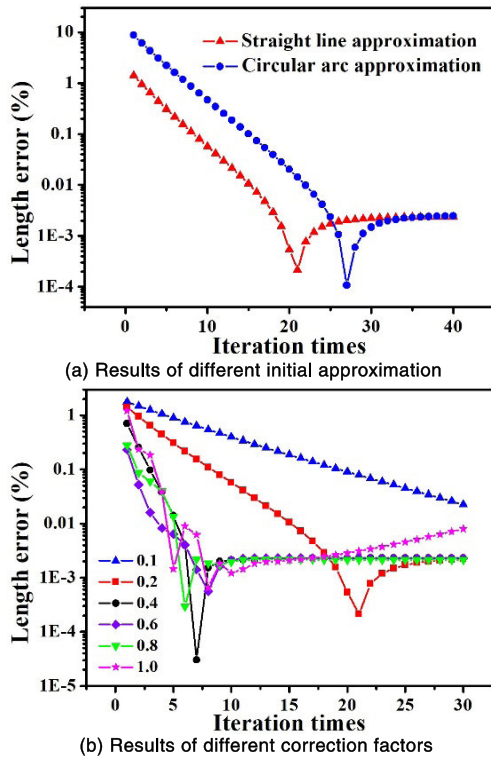 Length error (%)
10
1
0.1
0.01
1E-3
1E-4
Straight line approximation
Circular arc approximation
0 10 20 30 40
Iteration times
(a) Results of different initial approximation
Length error (%)
1
0.1
0.01
1E-3
1E-4
1E-5
0.1
0.2
0.4
0.6
0.8
1.0
0 5 10 15 20 25 30
Iteration times
(b) Results of different correction factors